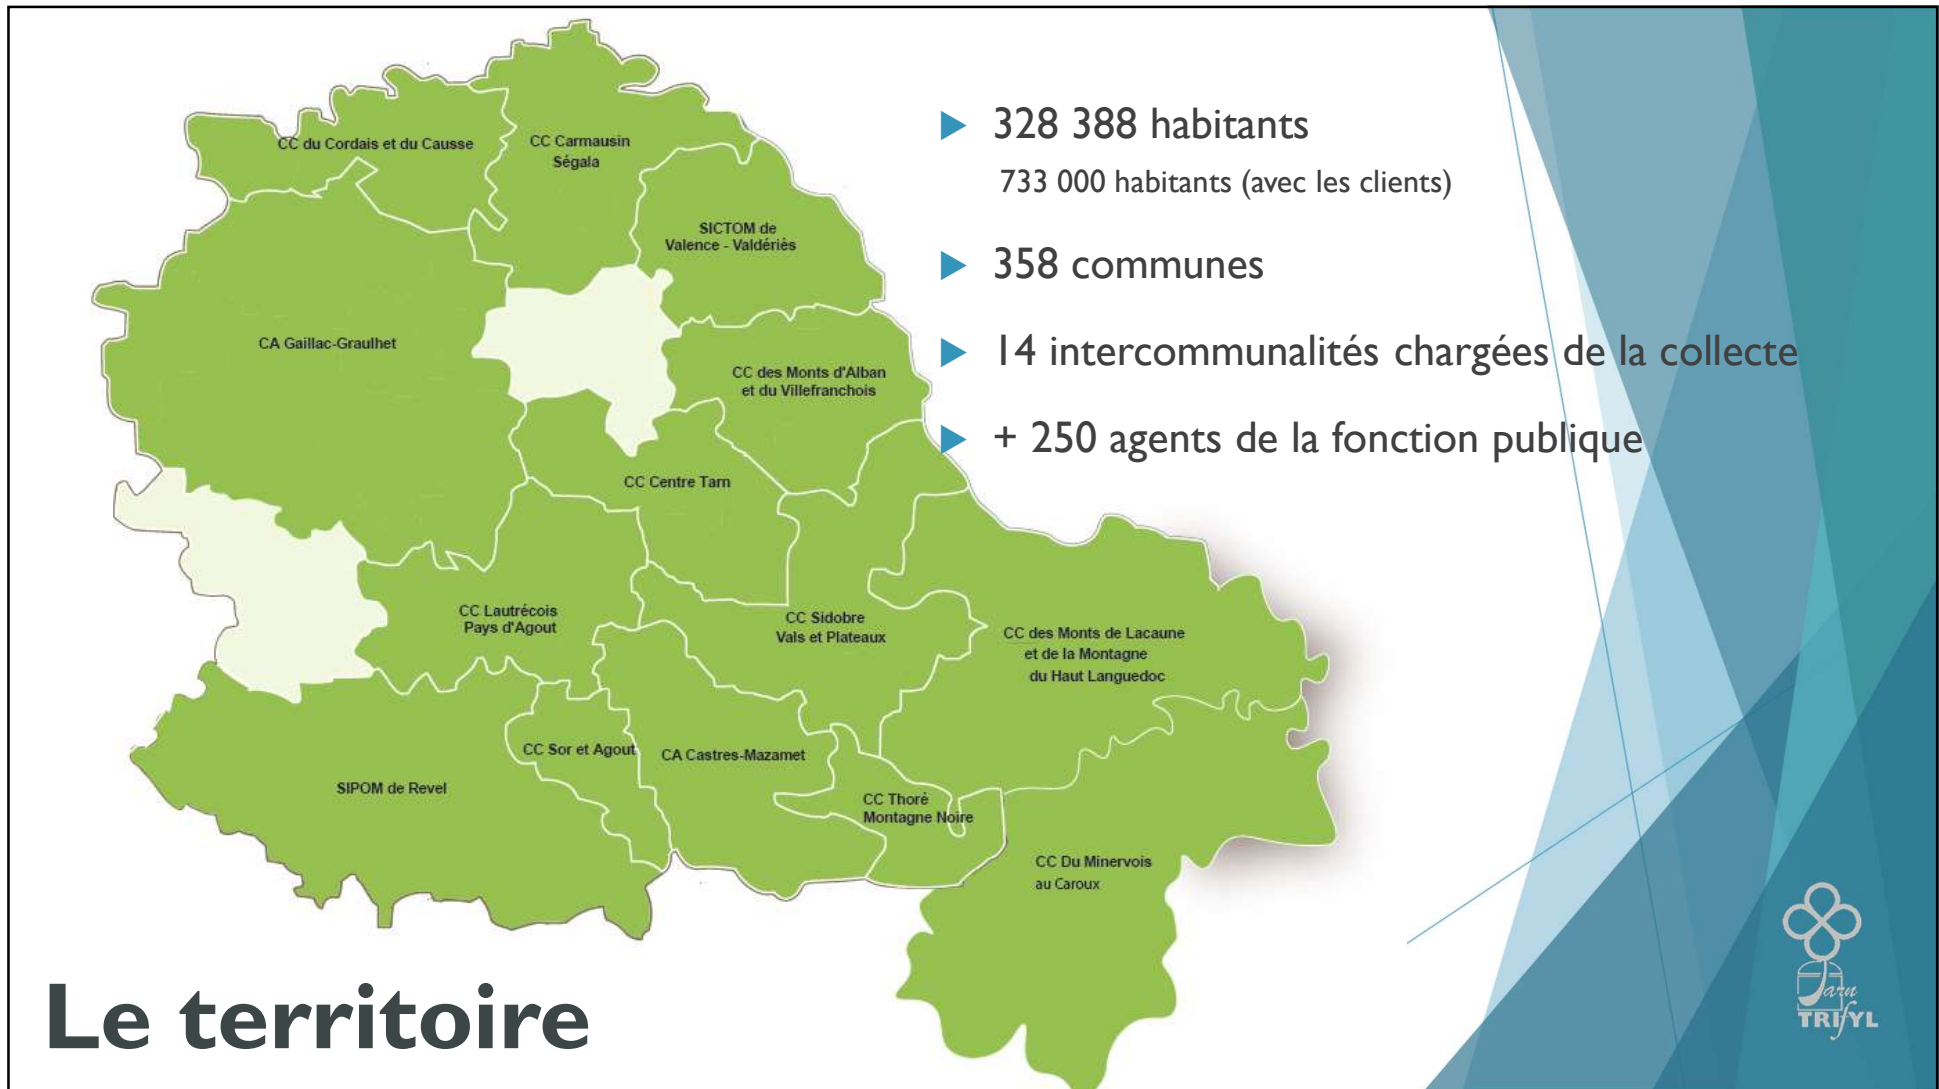 CC du Cordais et du Causse
CC Carmausin
Ségala
SICTOM de
Valence - Valdériès
CA Gaillac-Graulhet
CC des Monts d'Alban
et du Villefranchois
CC Centre Tarn
CC Lautrécois
Pays d'Agout
CC Sidobre
Vals et Plateaux
CC des Monts de Lacaune
et de la Montagne
du Haut Languedoc
CC Sor et Agout
CA Castres-Mazamet
SIPOM de Revel
CC Thoré
Montagne Noire
CC Du Minervois
au Caroux
328 388 habitants
733 000 habitants (avec les clients)
358 communes
14 intercommunalités chargées de la collecte
+ 250 agents de la fonction publique
Le territoire
Tarn
TRIFYL